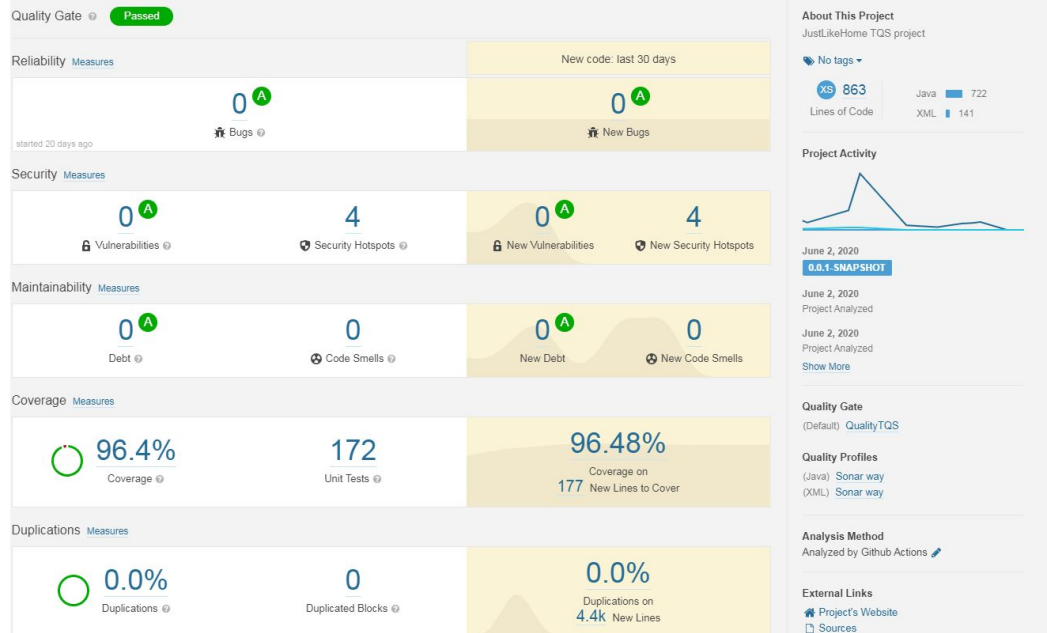 Quality Gate Passed
Reliability Measures
New code: last 30 days
0 A
Bugs
started 20 days ago
0 A
New Bugs
Security Measures
0 A
Vulnerabilities
4
Security Hotspots
0 A
New Vulnerabilities
4
New Security Hotspots
Maintainability Measures
0 A
Debt
0
Code Smells
0 A
New Debt
0
New Code Smells
Coverage Measures
96.4%
Coverage
172
Unit Tests
96.48%
Coverage on
177 New Lines to Cover
Duplications Measures
0.0%
Duplications
0
Duplicated Blocks
0.0%
Duplications on
4.4k New Lines
About This Project
JustLikeHome TQS project
No tags
XS 863
Lines of Code
Java 722
XML 141
Project Activity
June 2, 2020
0.0.1-SNAPSHOT
June 2, 2020
Project Analyzed
June 2, 2020
Project Analyzed
Show More
Quality Gate
(Default) QualityTQS
Quality Profiles
(Java) Sonar way
(XML) Sonar way
Analysis Method
Analyzed by Github Actions
External Links
Project's Website
Sources